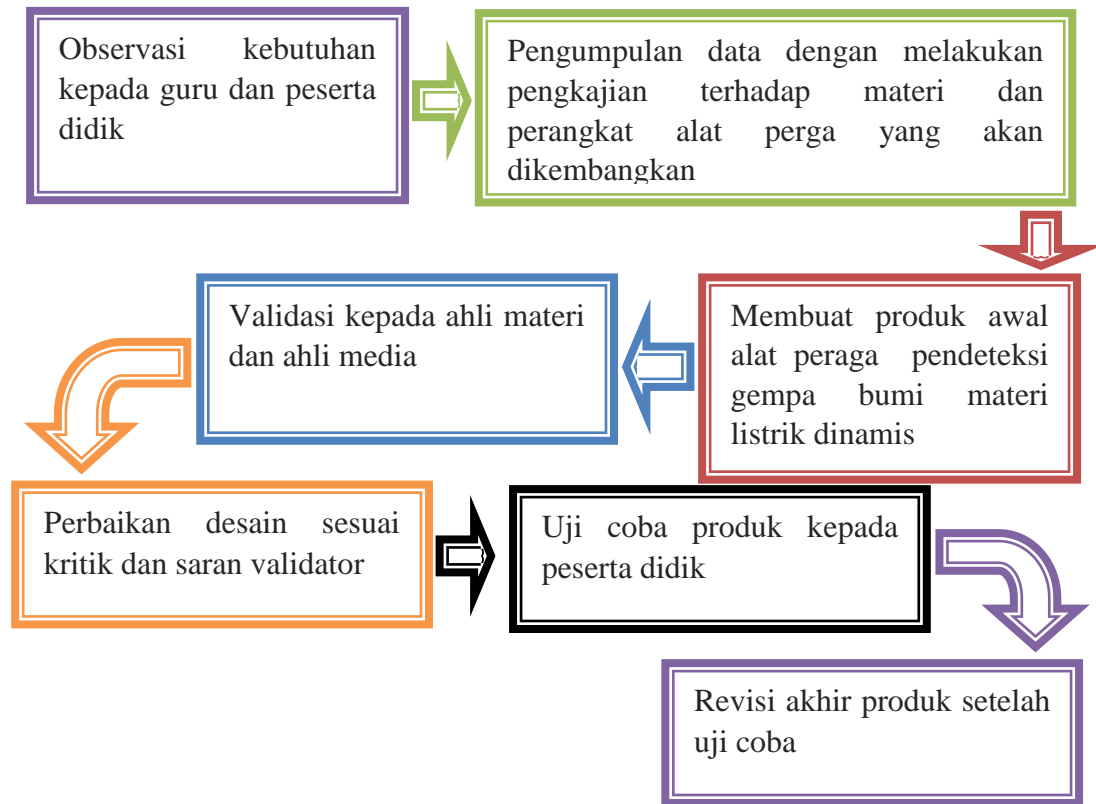 Observasi kebutuhan
kepada guru dan peserta
didik
Pengumpulan data dengan melakukan
pengkajian terhadap materi dan
perangkat alat perga yang akan
dikembangkan
Membuat produk awal
alat peraga pendeteksi
gempa bumi materi
listrik dinamis
Validasi kepada ahli materi
dan ahli media
Perbaikan desain sesuai
kritik dan saran validator
Uji coba produk kepada
peserta didik
Revisi akhir produk setelah
uji coba